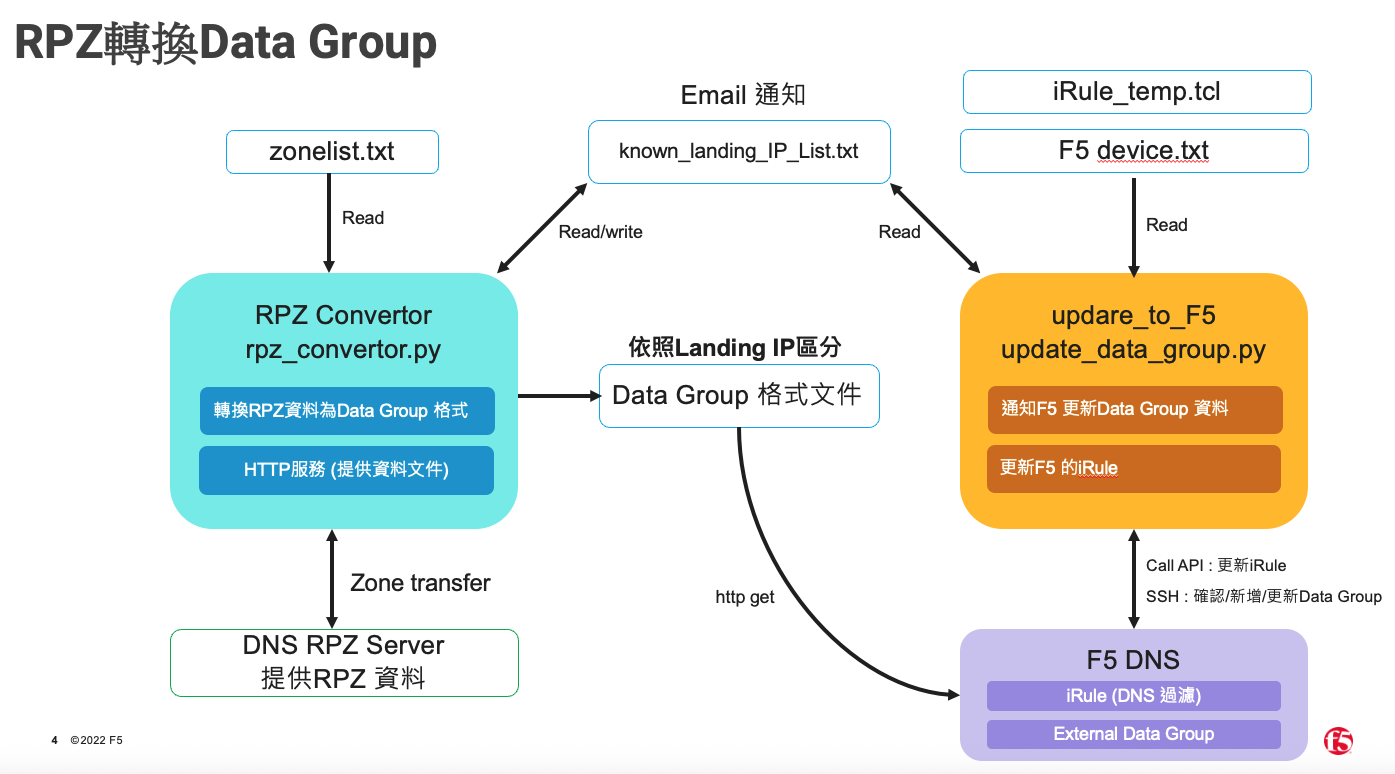 RPZ轉換Data Group
Email 通知
iRule_temp.tcl
zonelist.txt
known_landing_IP_List.txt
F5 device.txt
Read
Read/write
Read
Read
RPZ Convertor
rpz_convertor.py
轉換RPZ資料為Data Group 格式
HTTP服務 (提供資料文件)
依照Landing IP區分
Data Group 格式文件
updare_to_F5
update_data_group.py
通知F5 更新Data Group 資料
更新F5 的iRule
Zone transfer
http get
Call API : 更新iRule
SSH : 確認/新增/更新Data Group
DNS RPZ Server
提供RPZ 資料
F5 DNS
iRule (DNS 過濾)
External Data Group
4 ©2022 F5
f5